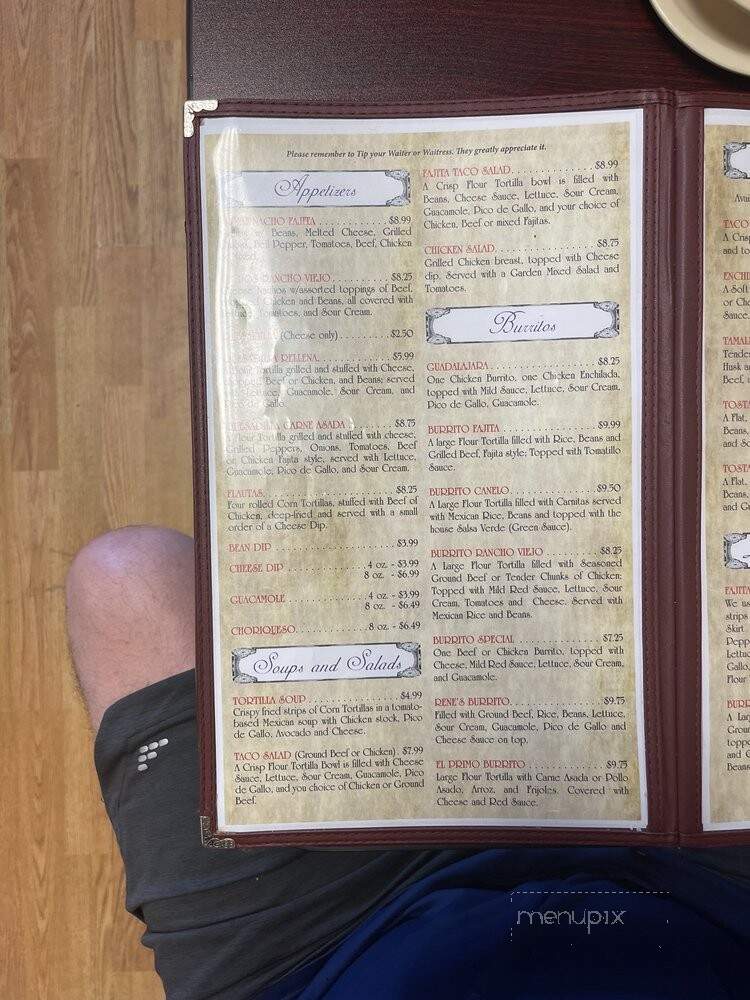 Please remember to Tip your Waiter or Waitress. They greatly appreciate it.
Appetizers
NACHO FAJITA . . . . . . . . . . . . . $8.99
Beans, Melted Cheese, Grilled
Bell Pepper, Tomatoes, Beef, Chicken
RANCHO VIEJO . . . . . . . . . . $8.25
w/assorted toppings of Beef,
Chicken and Beans, all covered with
Tomatoes, and Sour Cream.
(Cheese only) . . . . . . . . . $2.50
RELLENA . . . . . . . . . . . . $5.99
Flour Tortilla grilled and stuffed with Cheese,
Beef or Chicken, and Beans; served
Guacamole, Sour Cream, and
Gallo.
QUESADILLA CARNE ASADA . . . . . . . $8.75
A Flour Tortilla grilled and stuffed with cheese,
Grilled Peppers, Onions, Tomatoes, Beef
or Chicken Fajita style, served with Lettuce,
Guacamole, Pico de Gallo, and Sour Cream.
FLAUTAS . . . . . . . . . . . . . . . . . . . . $8.25
Four rolled Corn Tortillas, stuffed with Beef of
Chicken, deep-fried and served with a small
order of a Cheese Dip.
BEAN DIP . . . . . . . . . . . . . . . . . . . $3.99
CHEESE DIP . . . . . . . . . . . . . 4 oz. - $3.99
8 oz. - $6.99
GUACAMOLE . . . . . . . . . . . . . 4 oz. - $3.99
8 oz. - $6.49
CHORIQUESO . . . . . . . . . . . . 8 oz. - $6.49
Soups and Salads
TORTILLA SOUP . . . . . . . . . . . . . . . $4.99
Crispy fried strips of Corn Tortillas in a tomato-
based Mexican soup with Chicken stock, Pico
de Gallo, Avocado and Cheese.
TACO SALAD (Ground Beef or Chicken) . $7.99
A Crisp Flour Tortilla Bowl is filled with Cheese
Sauce, Lettuce, Sour Cream, Guacamole, Pico
de Gallo, and you choice of Chicken or Ground
Beef.
FAJITA TACO SALAD . . . . . . . . . . . . . $8.99
A Crisp Flour Tortilla bowl is filled with
Beans, Cheese Sauce, Lettuce, Sour Cream,
Guacamole, Pico de Gallo, and your choice of
Chicken, Beef or mixed Fajitas.
CHICKEN SALAD . . . . . . . . . . . . . . . $8.75
Grilled Chicken breast, topped with Cheese
dip. Served with a Garden Mixed Salad and
Tomatoes.
Burritos
GUADALAJARA . . . . . . . . . . . . . . . . $8.25
One Chicken Burrito, one Chicken Enchilada,
topped with Mild Sauce, Lettuce, Sour Cream,
Pico de Gallo, Guacamole.
BURRITO FAJITA . . . . . . . . . . . . . . . $9.99
A large Flour Tortilla filled with Rice, Beans and
Grilled Beef, Fajita style; Topped with Tomatillo
Sauce.
BURRITO CANELO . . . . . . . . . . . . . . $9.50
A Large Flour Tortilla filled with Carnitas served
with Mexican Rice, Beans and topped with the
house Salsa Verde (Green Sauce).
BURRITO RANCHO VIEJO . . . . . . . . . $8.25
A Large Flour Tortilla filled with Seasoned
Ground Beef or Tender Chunks of Chicken;
Topped with Mild Red Sauce, Lettuce, Sour
Cream, Tomatoes and Cheese. Served with
Mexican Rice and Beans.
BURRITO SPECIAL . . . . . . . . . . . . . . $7.25
One Beef or Chicken Burrito, topped with
Cheese, Mild Red Sauce, Lettuce, Sour Cream,
and Guacamole.
RENE'S BURRITO . . . . . . . . . . . . . . . $9.75
Filled with Ground Beef, Rice, Beans, Lettuce,
Sour Cream, Guacamole, Pico de Gallo and
Cheese Sauce on top.
EL PRIMO BURRITO . . . . . . . . . . . . . $9.75
Large Flour Tortilla with Carne Asada or Pollo
Asado, Arroz, and Frijoles. Covered with
Cheese and Red Sauce.
menupix